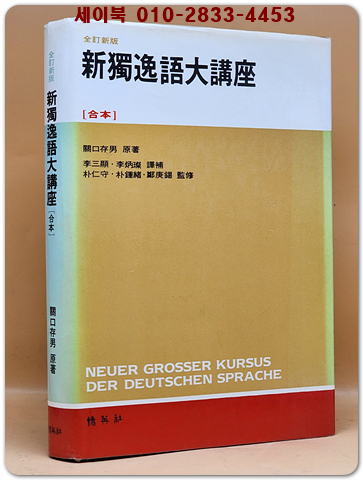 세이북 010-2833-4453
全訂新版
新獨逸語大講座
[合本]
關口存男 原著
李三顯·李炳璨 譯補
朴仁守·朴鍾緖·鄭庚錫 監修
NEUER GROSSER KURSUS
DER DEUTSCHEN SPRACHE
博英社
全訂新版
新獨逸語大講座
[合本]
關口存男 原著